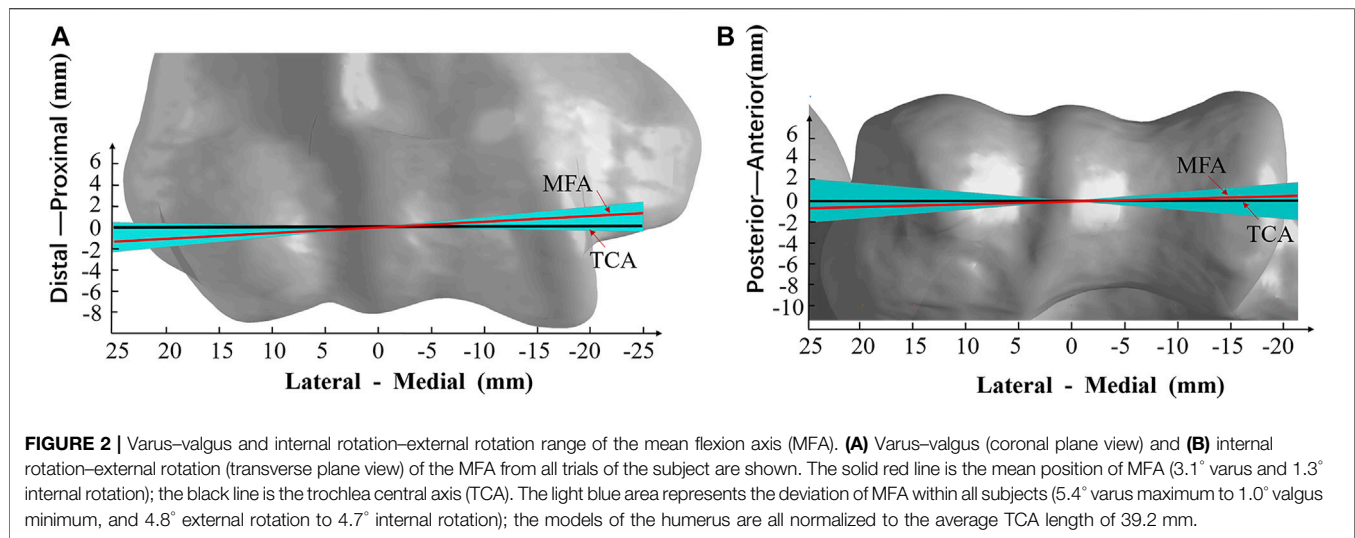 A
Distal —Proximal (mm)
6
4
2
0
-2
-4
-6
-8
MFA
TCA
25 20 15 10 5 0 -5 -10 -15 -20 -25
Lateral - Medial (mm)
B
Posterior—Anterior(mm)
6
4
2
0
-2
-4
-6
-8
-10
MFA
TCA
25 20 15 10 5 0 -5 -10 -15 -20
Lateral - Medial (mm)
FIGURE 2 | Varus–valgus and internal rotation–external rotation range of the mean flexion axis (MFA). (A) Varus–valgus (coronal plane view) and (B) internal
rotation–external rotation (transverse plane view) of the MFA from all trials of the subject are shown. The solid red line is the mean position of MFA (3.1° varus and 1.3°
internal rotation); the black line is the trochlea central axis (TCA). The light blue area represents the deviation of MFA within all subjects (5.4° varus maximum to 1.0° valgus
minimum, and 4.8° external rotation to 4.7° internal rotation); the models of the humerus are all normalized to the average TCA length of 39.2 mm.